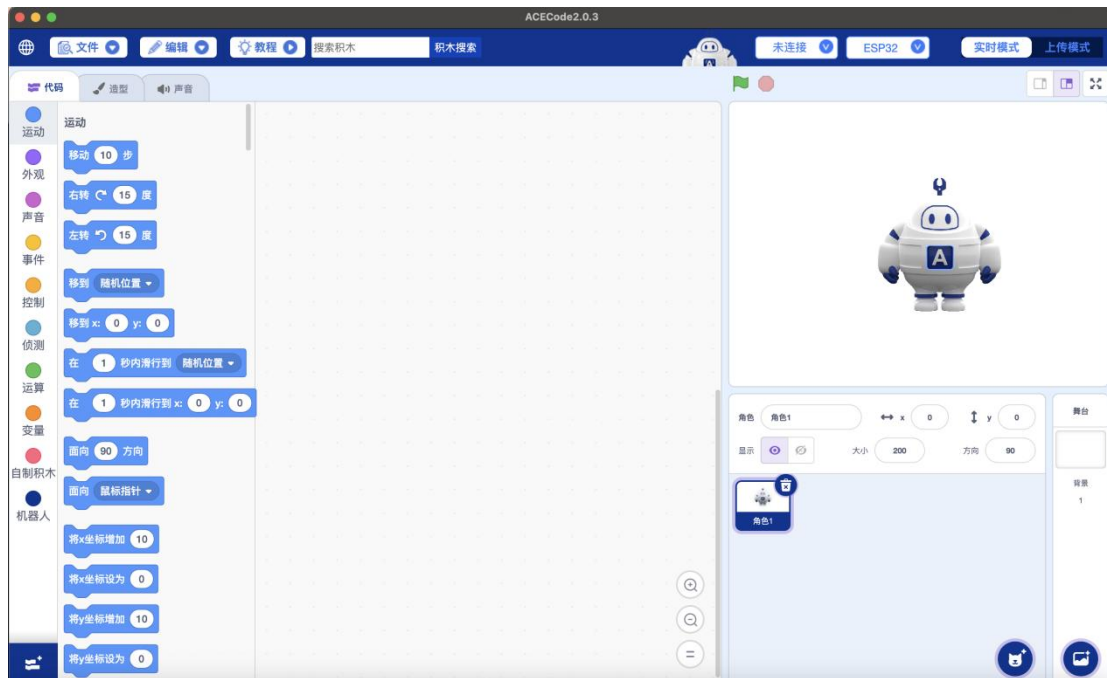 ACECode2.0.3
文件 编辑 教程 搜索积木 积木搜索 未连接 ESP32 实时模式 上传模式
代码 造型 声音
运动
外观
声音
事件
控制
侦测
运算
变量
自制积木
机器人
运动
移动 10 步
右转 15 度
左转 15 度
移到 随机位置
移到 x: 0 y: 0
在 1 秒内滑行到 随机位置
在 1 秒内滑行到 x: 0 y: 0
面向 90 方向
面向 鼠标指针
将x坐标增加 10
将x坐标设为 0
将y坐标增加 10
将y坐标设为 0
A
A
角色 角色1 x 0 y 0
显示 大小 200 方向 90
角色1
舞台
背景
1